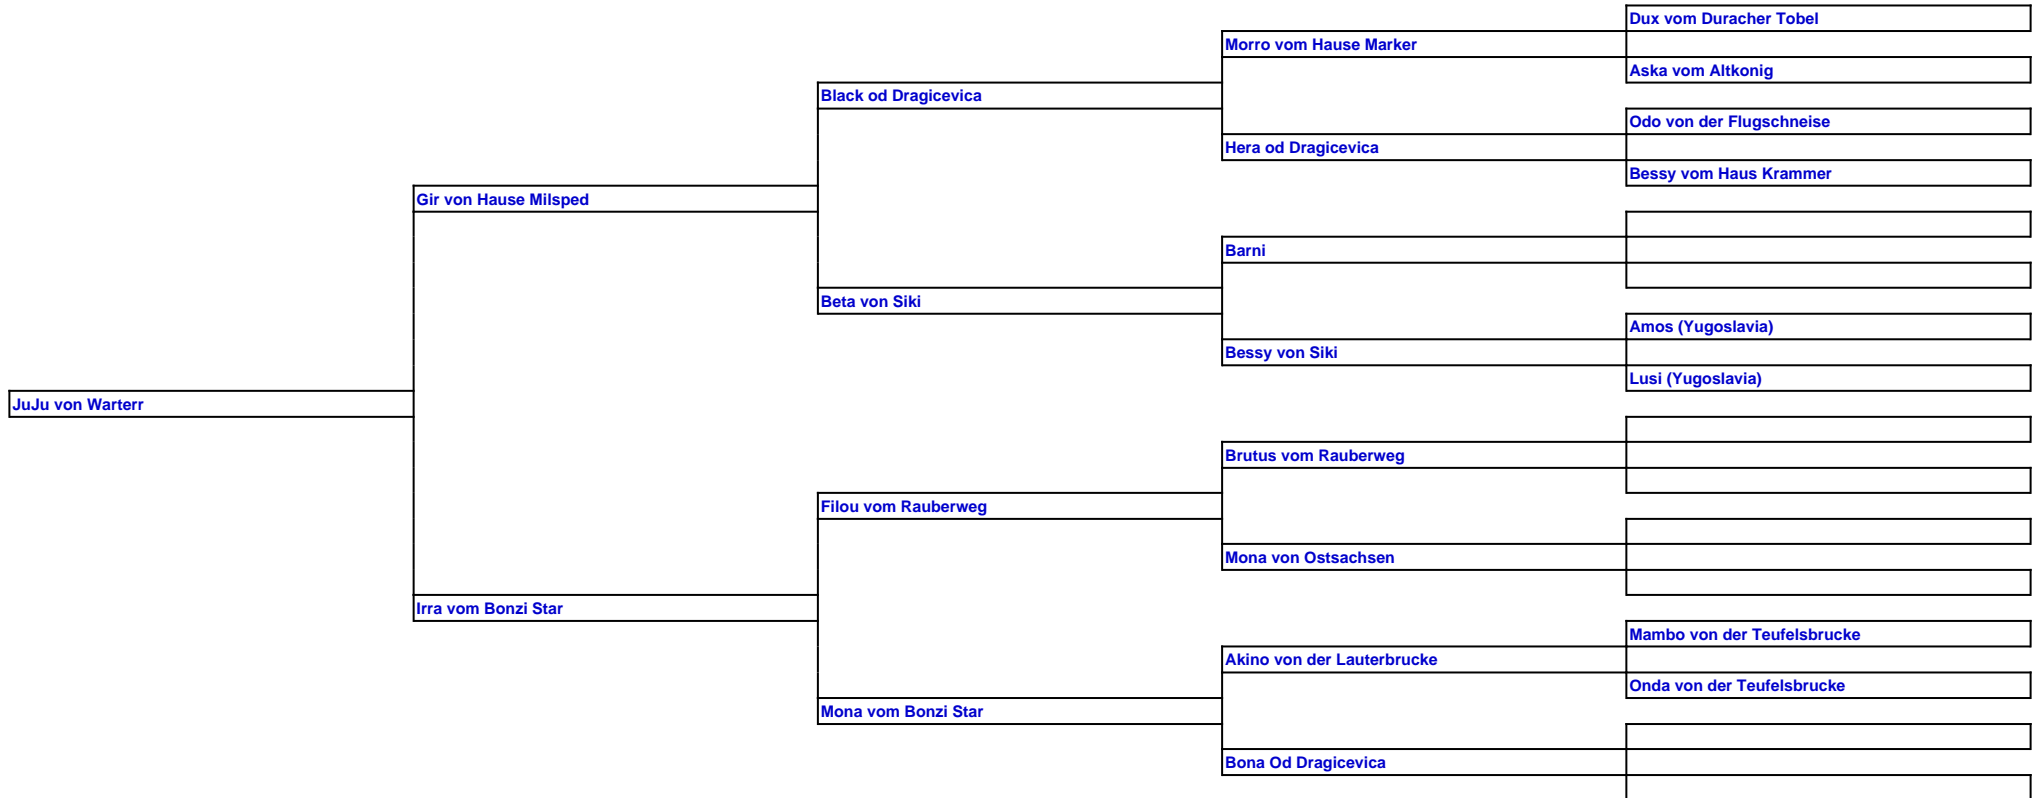 Dux vom Duracher Tobel
Morro vom Hause Marker
Aska vom Altkonig
Black od Dragicevica
Odo von der Flugschneise
Hera od Dragicevica
Bessy vom Haus Krammer
Gir von Hause Milsped
Barni
Beta von Siki
Amos (Yugoslavia)
Bessy von Siki
Lusi (Yugoslavia)
JuJu von Warterr
Brutus vom Rauberweg
Filou vom Rauberweg
Mona von Ostsachsen
Irra vom Bonzi Star
Mambo von der Teufelsbrucke
Akino von der Lauterbrucke
Onda von der Teufelsbrucke
Mona vom Bonzi Star
Bona Od Dragicevica